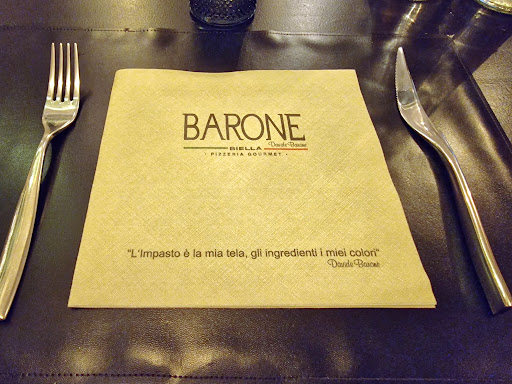 BARONE
Davide Barone
BIELLA
· PIZZERIA GOURMET ·
"L'Impasto è la mia tela, gli ingredienti i miei colori"
Davide Barone